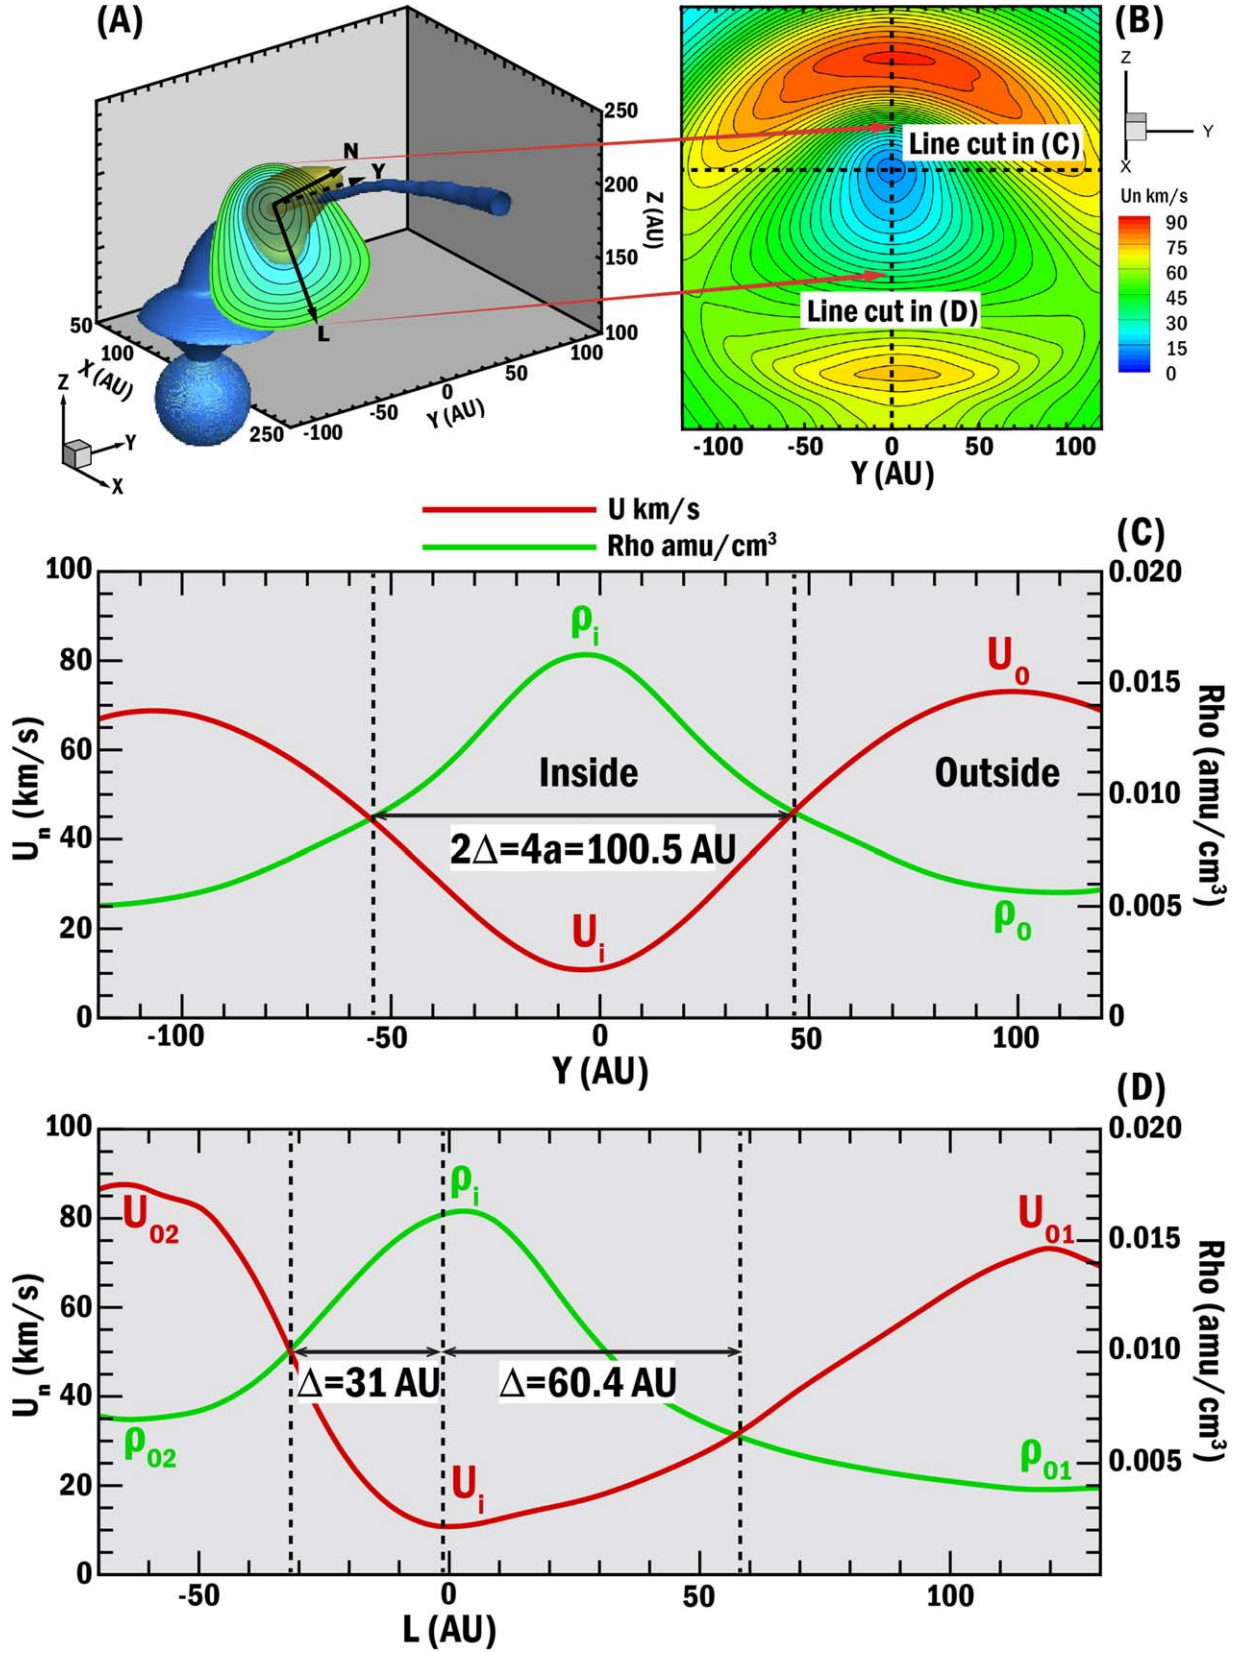 (A)
250
200
150
100
Z (AU)
N
Y
L
50
100
X (AU)
250
-100
-50
0
50
100
Y (AU)
Z
Y
X
(B)
Z
Y
X
Line cut in (C)
Line cut in (D)
Un km/s
90
75
60
45
30
15
0
-100 -50 0 50 100
Y (AU)
U km/s
Rho amu/cm³
(C)
100
80
60
40
20
0
Uₙ (km/s)
0.020
0.015
0.010
0.005
0
Rho (amu/cm³)
ρᵢ
U₀
Inside
Outside
2Δ=4a=100.5 AU
Uᵢ
ρ₀
-100 -50 0 50 100
Y (AU)
(D)
100
80
60
40
20
0
Uₙ (km/s)
0.020
0.015
0.010
0.005
0
Rho (amu/cm³)
U₀₂
ρᵢ
U₀₁
Δ=31 AU
Δ=60.4 AU
ρ₀₂
Uᵢ
ρ₀₁
-50 0 50 100
L (AU)